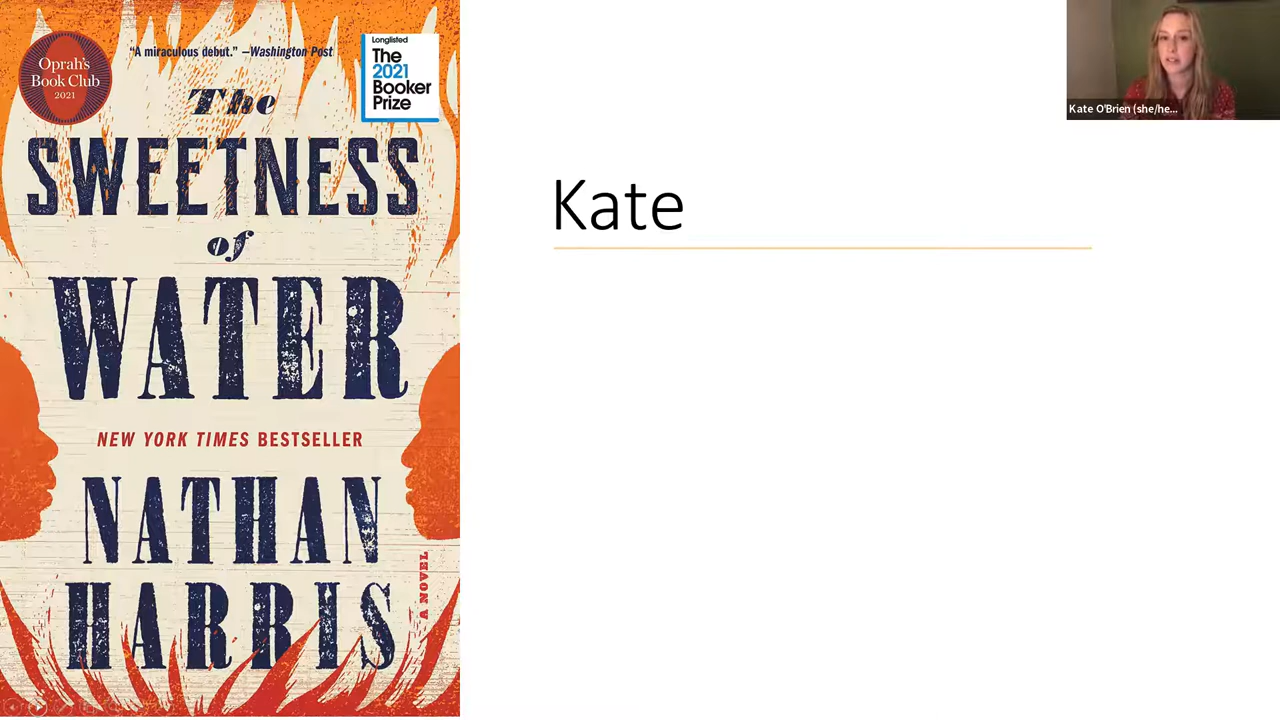 Oprah's
Book Club
2021
“A miraculous debut.” —Washington Post
Longlisted
The
2021
Booker
Prize
The
SWEETNESS
of
WATER
NEW YORK TIMES BESTSELLER
NATHAN
HARRIS
A NOVEL
Kate
Kate O'Brien (she/he...